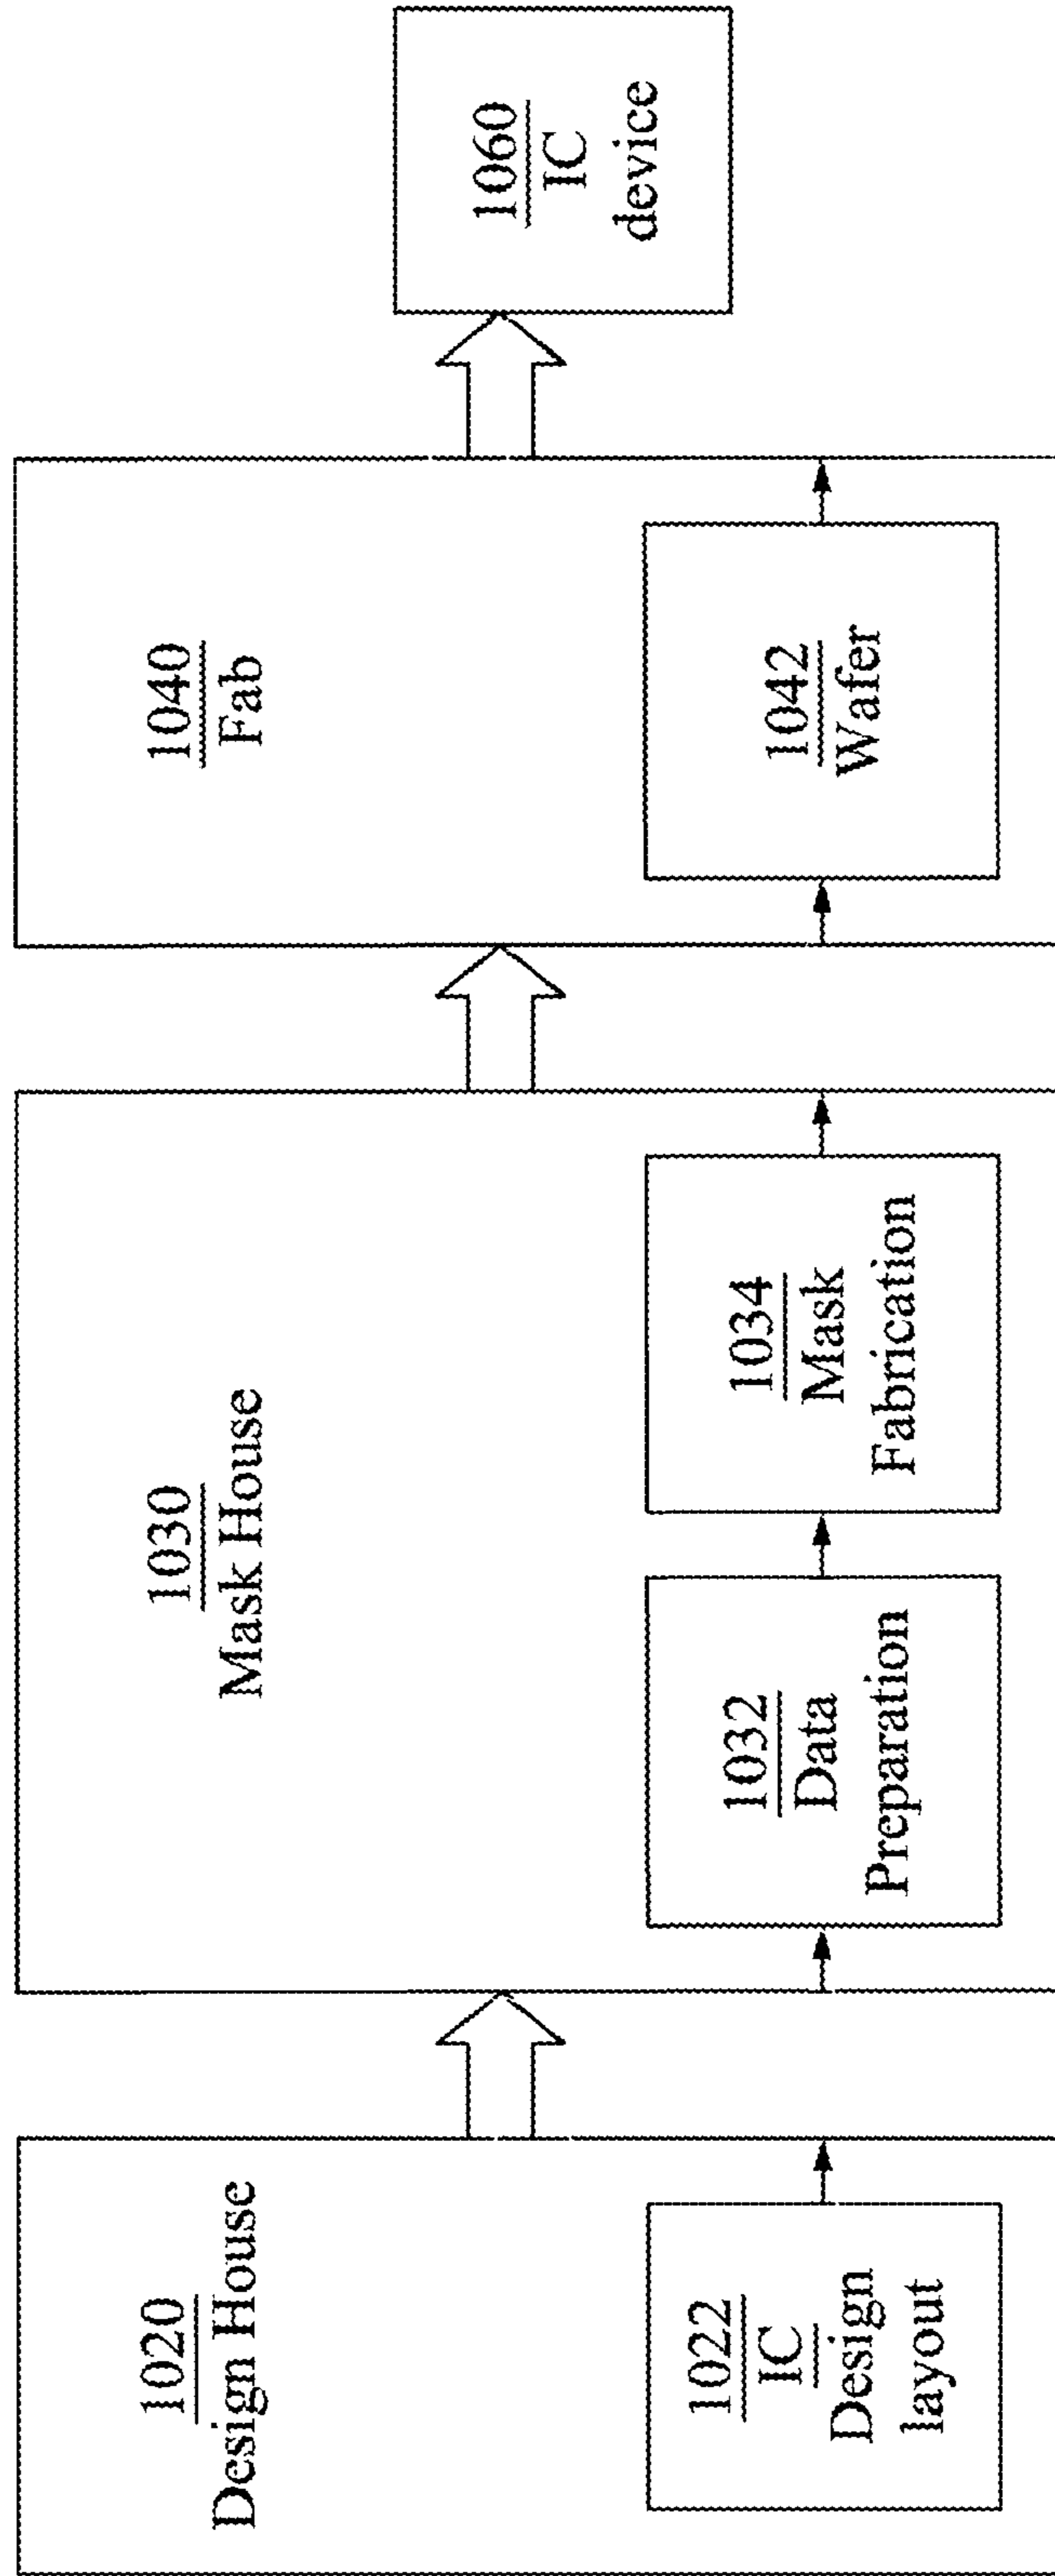 1020
Design House
1022
IC
Design
layout
1030
Mask House
1032
Data
Preparation
1034
Mask
Fabrication
1040
Fab
1042
Wafer
1060
IC
device